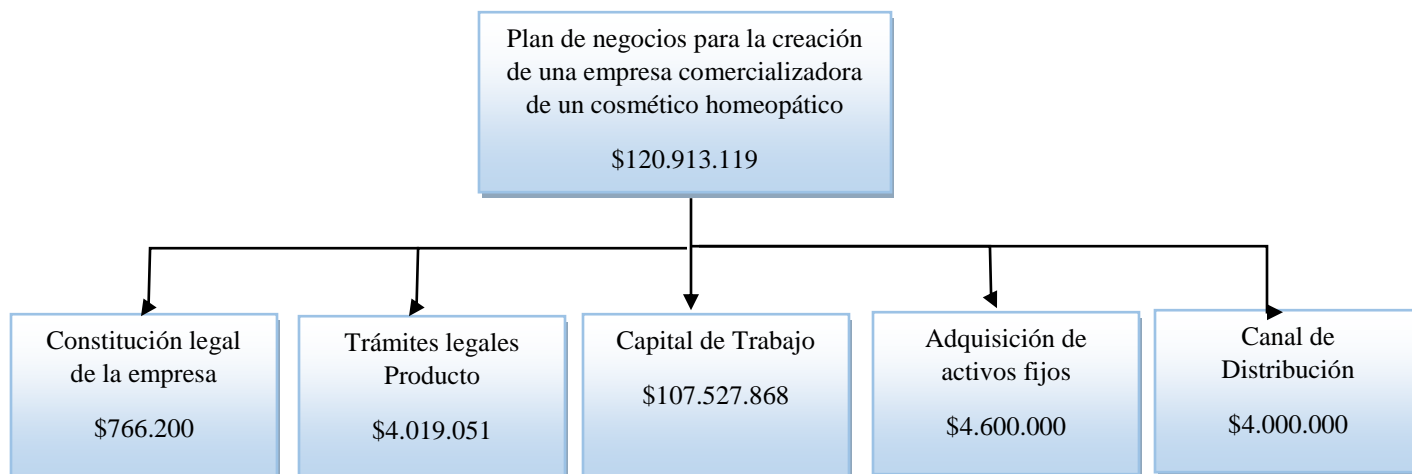 Plan de negocios para la creación
de una empresa comercializadora
de un cosmético homeopático
$120.913.119
Constitución legal
de la empresa
$766.200
Trámites legales
Producto
$4.019.051
Capital de Trabajo
$107.527.868
Adquisición de
activos fijos
$4.600.000
Canal de
Distribución
$4.000.000